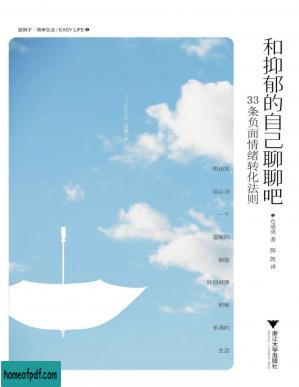 蓝狮子·简单生活/EASY LIFE
和抑郁的自己聊聊吧
33条负面情绪转化法则
用语言
给心灵
一个
温暖的
拥抱
找回健康
积极
乐观的
生活
著
陈凯 译
浙江大学出版社
homeofpdf.com